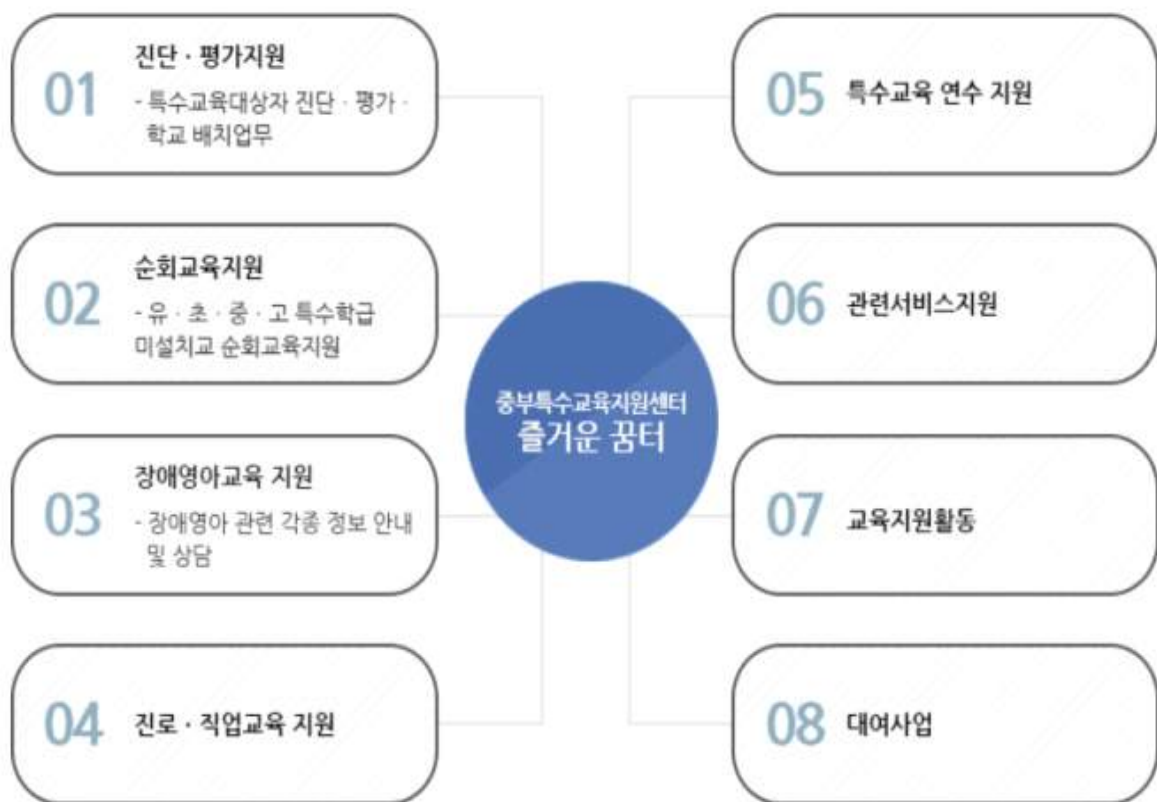 01
진단 · 평가지원
- 특수교육대상자 진단 · 평가 ·
학교 배치업무
02
순회교육지원
- 유 · 초 · 중 · 고 특수학급
미설치교 순회교육지원
03
장애영아교육 지원
- 장애영아 관련 각종 정보 안내
및 상담
04
진로 · 직업교육 지원
중부특수교육지원센터
즐거운 꿈터
05
특수교육 연수 지원
06
관련서비스지원
07
교육지원활동
08
대여사업